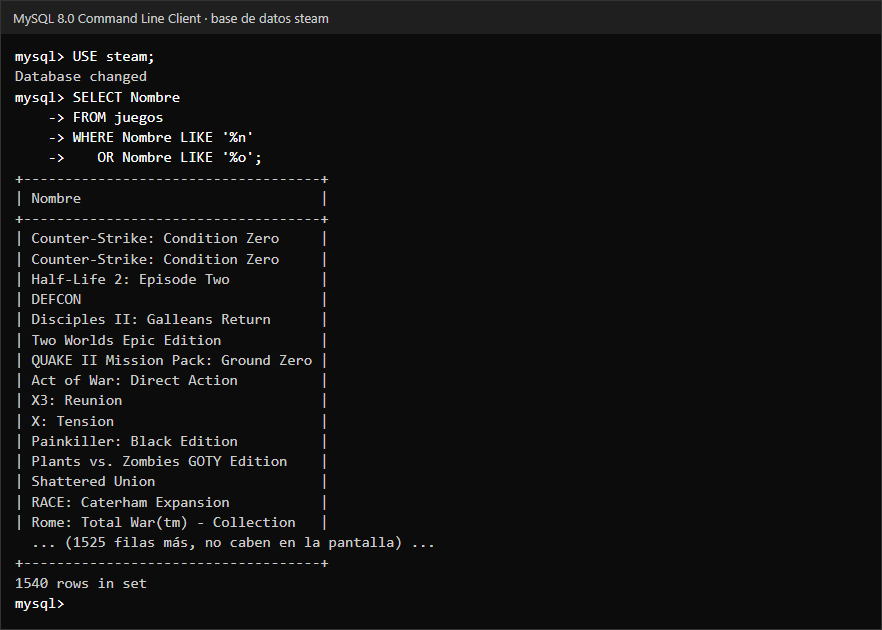 MySQL 8.0 Command Line Client · base de datos steam
mysql> USE steam;
Database changed
mysql> SELECT Nombre
    -> FROM juegos
    -> WHERE Nombre LIKE '%n'
    ->    OR Nombre LIKE '%o';
+------------------------------------+
| Nombre                             |
+------------------------------------+
| Counter-Strike: Condition Zero     |
| Counter-Strike: Condition Zero     |
| Half-Life 2: Episode Two           |
| DEFCON                             |
| Disciples II: Galleans Return      |
| Two Worlds Epic Edition            |
| QUAKE II Mission Pack: Ground Zero |
| Act of War: Direct Action          |
| X3: Reunion                        |
| X: Tension                         |
| Painkiller: Black Edition          |
| Plants vs. Zombies GOTY Edition    |
| Shattered Union                    |
| RACE: Caterham Expansion           |
| Rome: Total War(tm) - Collection   |
  ... (1525 filas más, no caben en la pantalla) ...
+------------------------------------+
1540 rows in set
mysql>